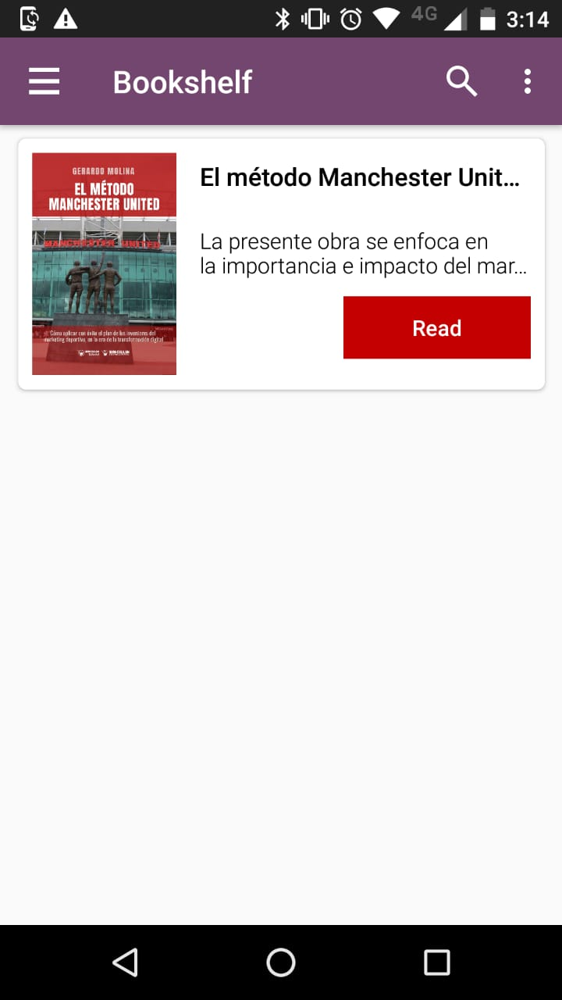 4G 3:14
Bookshelf
GERARDO MOLINA
EL MÉTODO
MANCHESTER UNITED
MANCHESTER UNITED
Cómo aplicar con éxito el plan de los inventores del
marketing deportivo, en la era de la transformación digital
El método Manchester Unit...
La presente obra se enfoca en
la importancia e impacto del mar...
Read